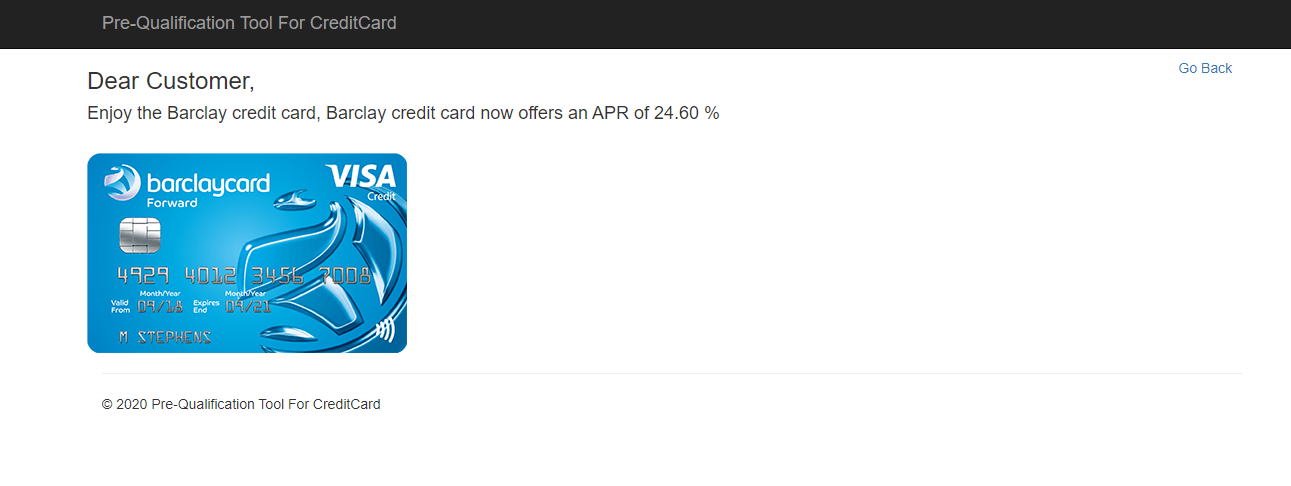 Pre-Qualification Tool For CreditCard
Go Back
Dear Customer,
Enjoy the Barclay credit card, Barclay credit card now offers an APR of 24.60 %
barclaycard
Forward
VISA
Credit
4929 4012 3456 7008
Month/Year Month/Year
Valid From 09/18 Expires End 09/21
M STEPHENS
© 2020 Pre-Qualification Tool For CreditCard